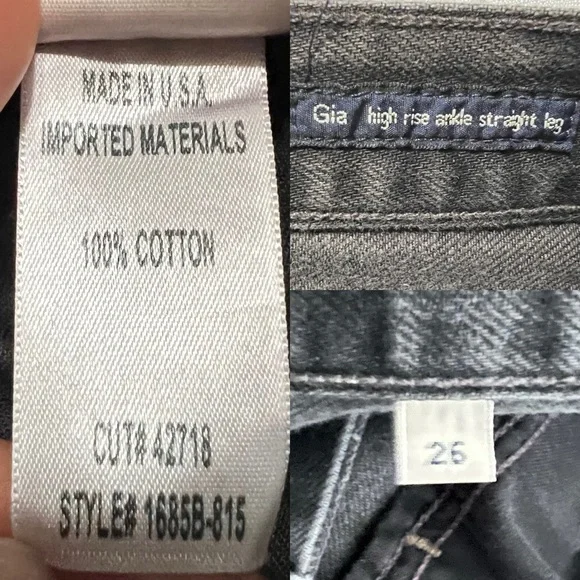 MADE IN U.S.A.
IMPORTED MATERIALS
100% COTTON
CUT# 42718
STYLE# 1685B-815
Gia high rise ankle straight leg
26